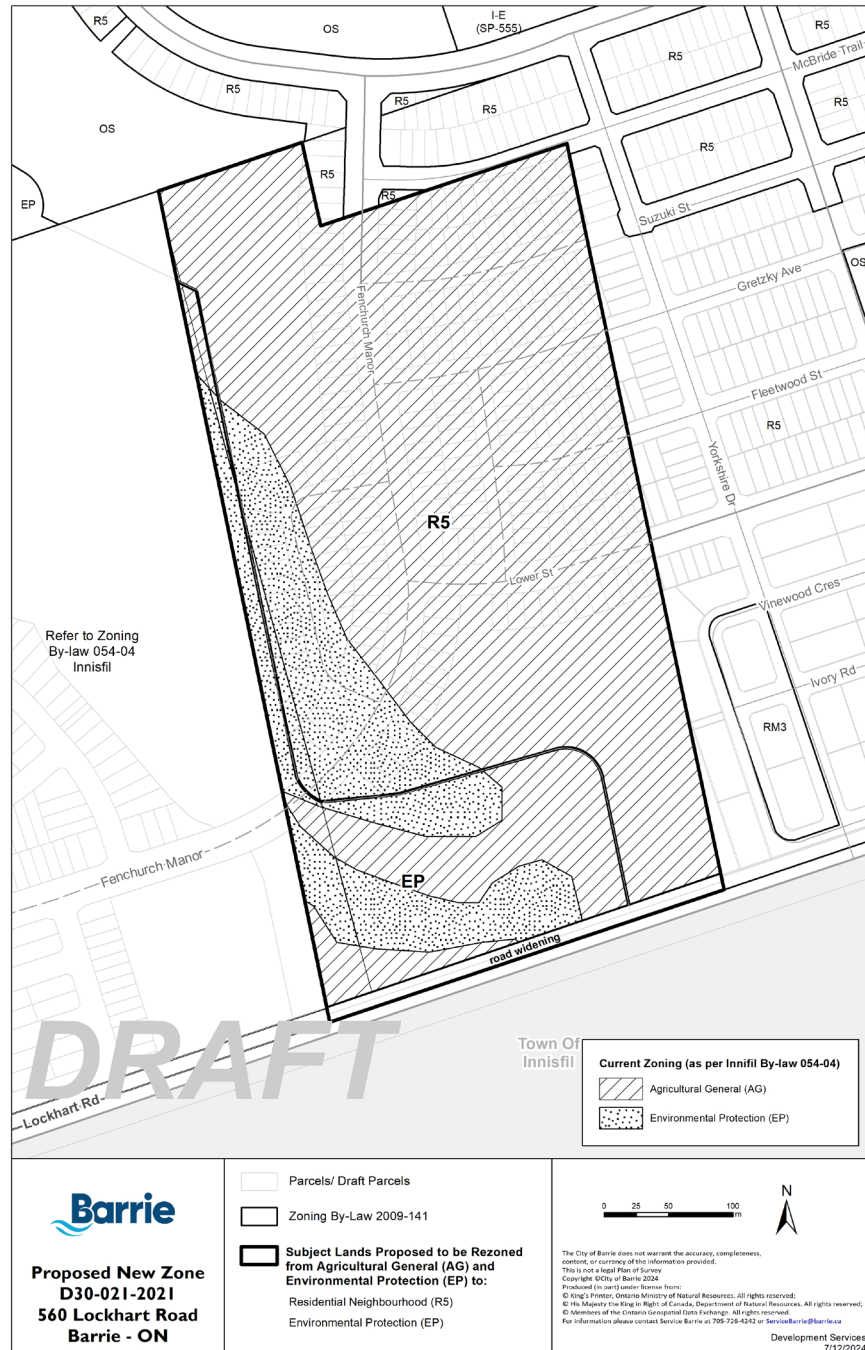 R5
OS
I-E
(SP-555)
R5
McBride Trail
R5
R5
R5
R5
R5
OS
R5
R5
R5
EP
Suzuki St
OS
Gretzky Ave
Fenchurch Manor
Fleetwood St
R5
Yorkshire Dr
R5
Lower St
Vinewood Cres
Refer to Zoning
By-law 054-04
Innisfil
Ivory Rd
RM3
Fenchurch Manor
EP
road widening
DRAFT
Town Of
Innisfil
Lockhart Rd
Current Zoning (as per Innifil By-law 054-04)
Agricultural General (AG)
Environmental Protection (EP)
Barrie
Proposed New Zone
D30-021-2021
560 Lockhart Road
Barrie - ON
Parcels/ Draft Parcels
Zoning By-Law 2009-141
Subject Lands Proposed to be Rezoned
from Agricultural General (AG) and
Environmental Protection (EP) to:
Residential Neighbourhood (R5)
Environmental Protection (EP)
0 25 50 100
m
N
The City of Barrie does not warrant the accuracy, completeness,
content, or currency of the information provided.
This is not a legal Plan of Survey
Copyright ©City of Barrie 2024
Produced (in part) under license from:
© King's Printer, Ontario Ministry of Natural Resources. All rights reserved;
© His Majesty the King in Right of Canada, Department of Natural Resources. All rights reserved;
© Members of the Ontario Geospatial Data Exchange. All rights reserved.
For information please contact Service Barrie at 705-726-4242 or ServiceBarrie@barrie.ca
Development Services
7/12/2024